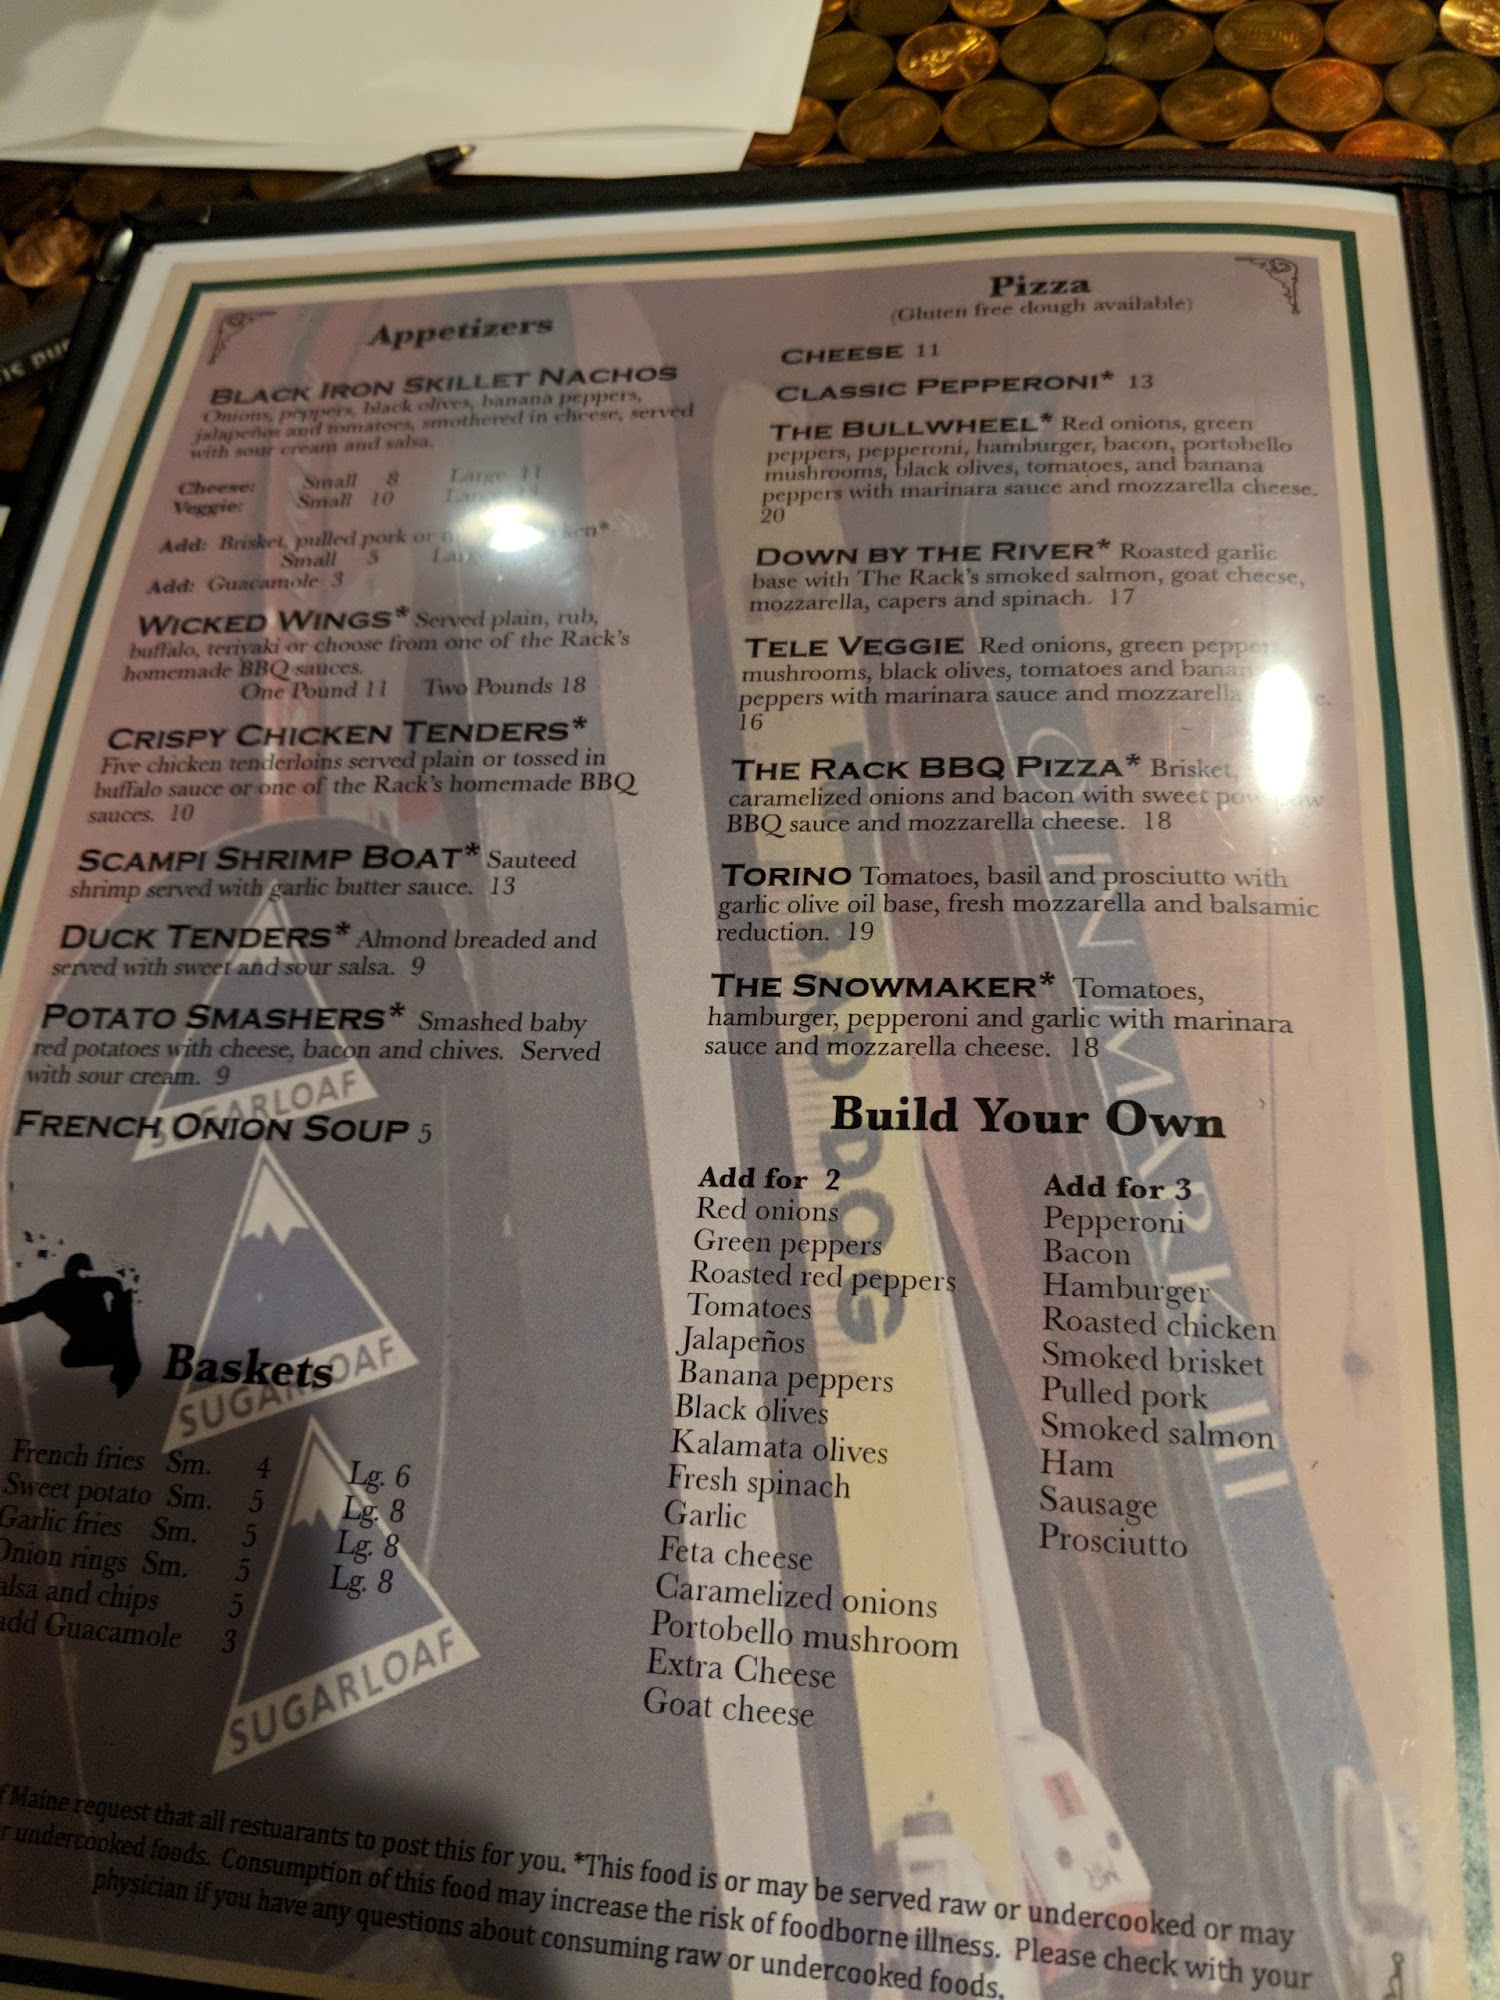 Appetizers
BLACK IRON SKILLET NACHOS
Onions, peppers, black olives, banana peppers,
jalapeños and tomatoes, smothered in cheese, served
with sour cream and salsa.
Cheese: Small 8 Large 11
Veggie: Small 10
Add: Brisket, pulled pork or
Small 5
Add: Guacamole 3
WICKED WINGS* Served plain, rub,
buffalo, teriyaki or choose from one of the Rack's
homemade BBQ sauces.
One Pound 11 Two Pounds 18
CRISPY CHICKEN TENDERS*
Five chicken tenderloins served plain or tossed in
buffalo sauce or one of the Rack's homemade BBQ
sauces. 10
SCAMPI SHRIMP BOAT* Sauteed
shrimp served with garlic butter sauce. 13
DUCK TENDERS* Almond breaded and
served with sweet and sour salsa. 9
POTATO SMASHERS* Smashed baby
red potatoes with cheese, bacon and chives. Served
with sour cream. 9
FRENCH ONION SOUP 5
Baskets
French fries Sm. 4 Lg. 6
Sweet potato Sm. 5 Lg. 8
Garlic fries Sm. 5 Lg. 8
Onion rings Sm. 5 Lg. 8
and chips 5
add Guacamole 3
Pizza
(Gluten free dough available)
CHEESE 11
CLASSIC PEPPERONI* 13
THE BULLWHEEL* Red onions, green
peppers, pepperoni, hamburger, bacon, portobello
mushrooms, black olives, tomatoes, and banana
peppers with marinara sauce and mozzarella cheese.
20
DOWN BY THE RIVER* Roasted garlic
base with The Rack's smoked salmon, goat cheese,
mozzarella, capers and spinach. 17
TELE VEGGIE Red onions, green
mushrooms, black olives, tomatoes and
peppers with marinara sauce and mozzarella
16
THE RACK BBQ PIZZA* Brisket,
caramelized onions and bacon with sweet
BBQ sauce and mozzarella cheese. 18
TORINO Tomatoes, basil and prosciutto with
garlic olive oil base, fresh mozzarella and balsamic
reduction. 19
THE SNOWMAKER* Tomatoes,
hamburger, pepperoni and garlic with marinara
sauce and mozzarella cheese. 18
Build Your Own
Add for 2
Red onions
Green peppers
Roasted red peppers
Tomatoes
Jalapeños
Banana peppers
Black olives
Kalamata olives
Fresh spinach
Garlic
Feta cheese
Caramelized onions
Portobello mushroom
Extra Cheese
Goat cheese
Add for 3
Pepperoni
Bacon
Hamburger
Roasted chicken
Smoked brisket
Pulled pork
Smoked salmon
Ham
Sausage
Prosciutto
SUGARLOAF
SUGARLOAF
SUGARLOAF
Maine request that all restuarants to post this for you. *This food is or may be served raw or undercooked or may
undercooked foods. Consumption of this food may increase the risk of foodborne illness. Please check with your
physician if you have any questions about consuming raw or undercooked foods.